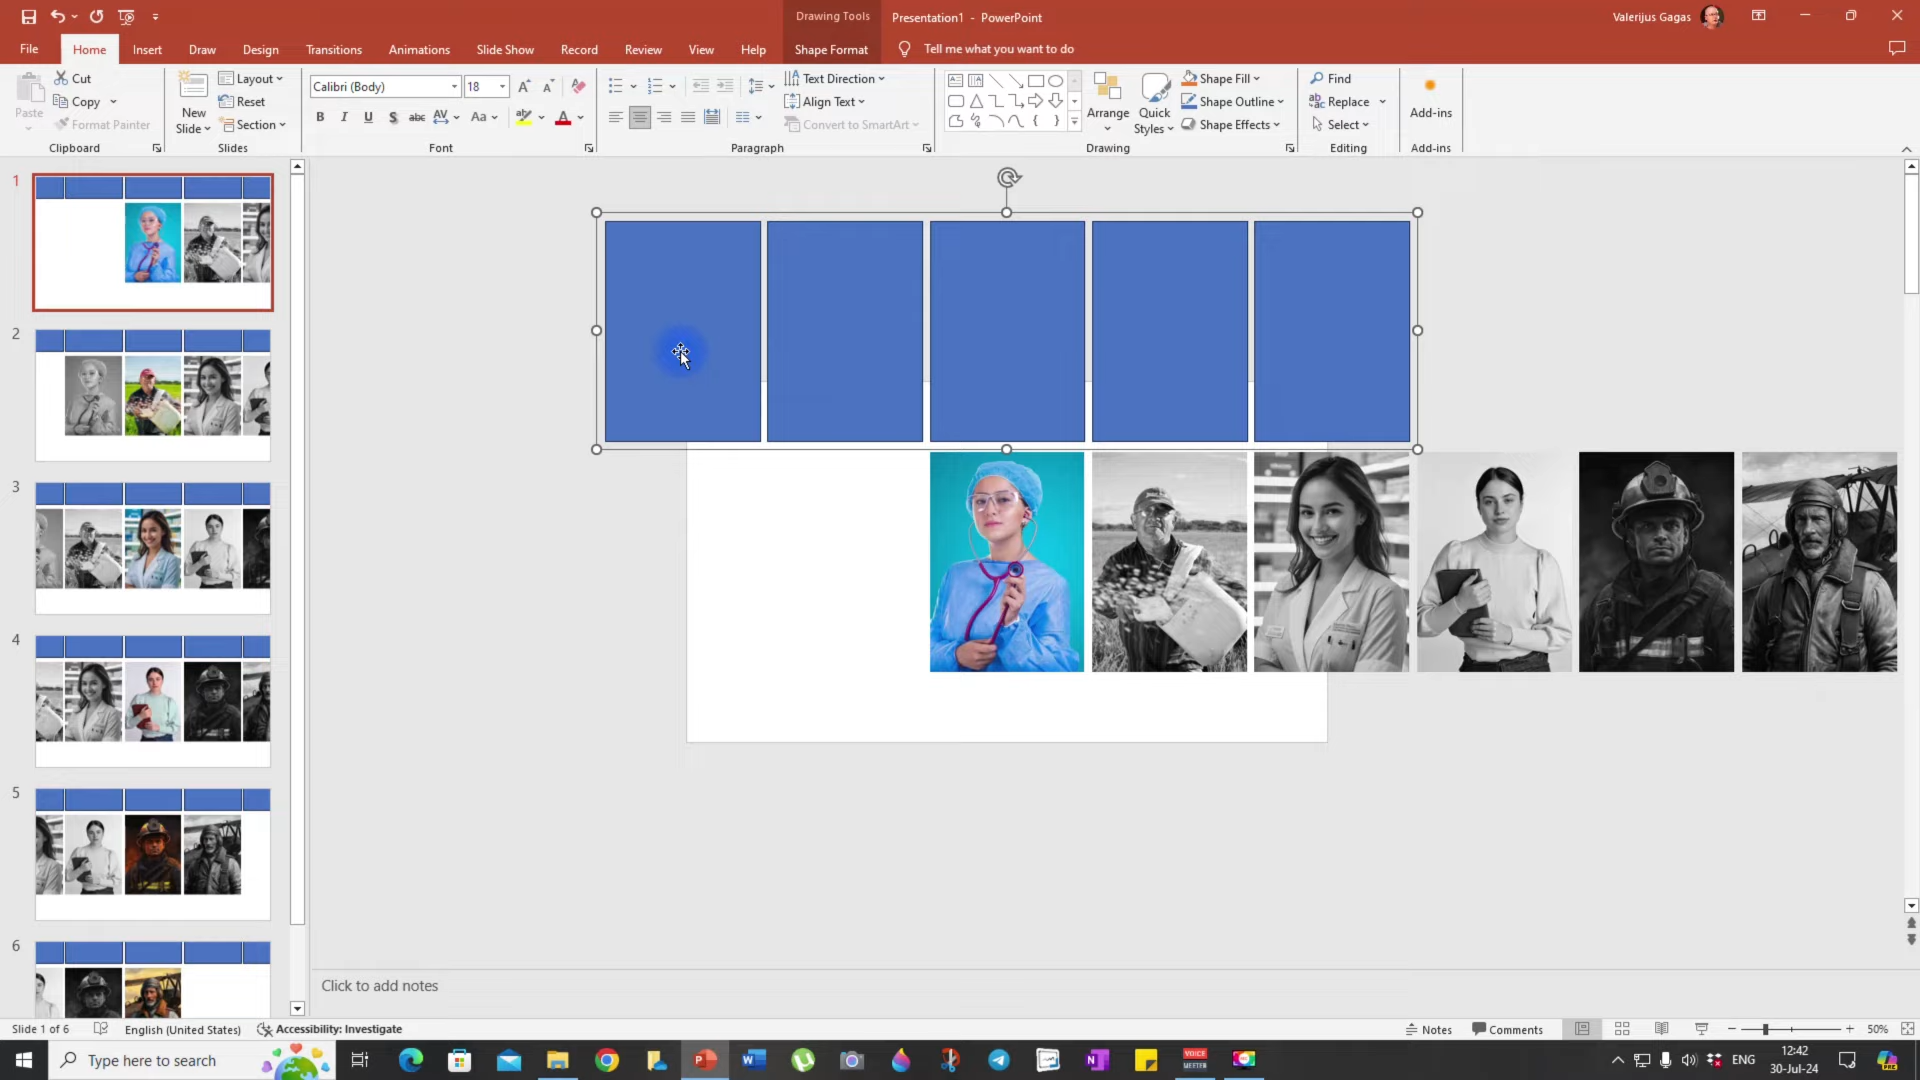 Drawing Tools
Presentation1 - PowerPoint
Valerijus Gagas
File Home Insert Draw Design Transitions Animations Slide Show Record Review View Help Shape Format Tell me what you want to do
Paste
Cut
Copy
Format Painter
Clipboard
New Slide
Layout
Reset
Section
Slides
Calibri (Body) 18
B I U S abc AV Aa
Font
Text Direction
Align Text
Convert to SmartArt
Paragraph
Arrange
Quick Styles
Shape Fill
Shape Outline
Shape Effects
Drawing
Find
Replace
Select
Editing
Add-ins
Add-ins
1
2
3
4
5
6
Click to add notes
Slide 1 of 6 English (United States) Accessibility: Investigate
Notes Comments 50%
Type here to search
VOICE MEETER
ENG
12:42
30-Jul-24